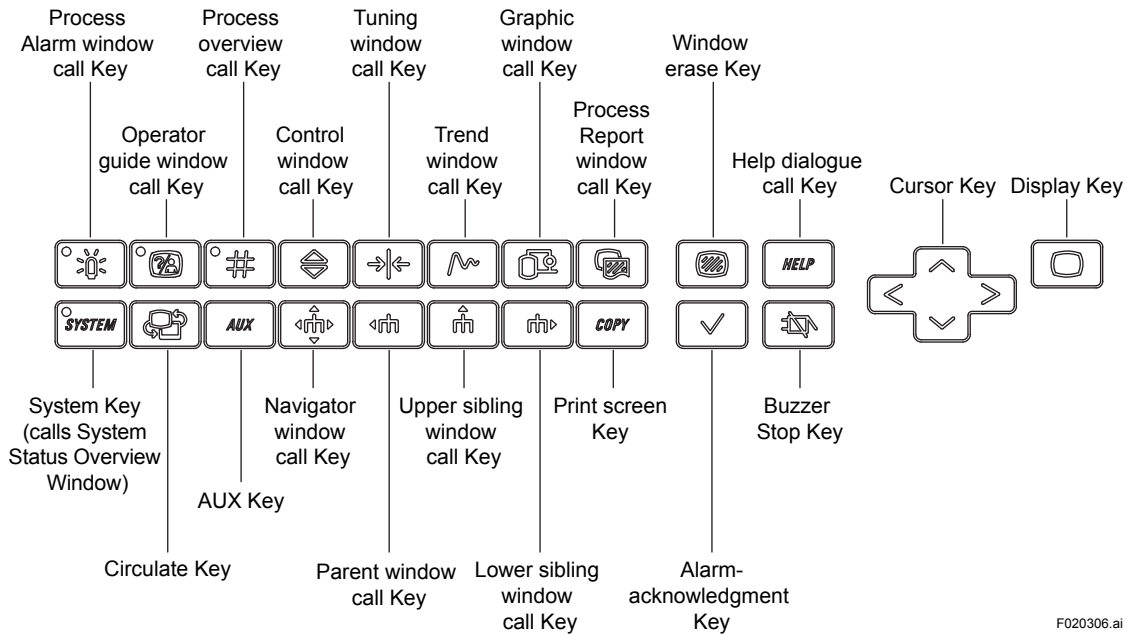 Process
Alarm window
call Key
Process
overview
call Key
Tuning
window
call Key
Graphic
window
call Key
Window
erase Key
Operator
guide window
call Key
Control
window
call Key
Trend
window
call Key
Process
Report
window
call Key
Help dialogue
call Key
Cursor Key
Display Key
HELP
SYSTEM
AUX
COPY
System Key
(calls System
Status Overview
Window)
Navigator
window
call Key
Upper sibling
window
call Key
Print screen
Key
Buzzer
Stop Key
AUX Key
Circulate Key
Parent window
call Key
Lower sibling
window
call Key
Alarm-
acknowledgment
Key
F020306.ai